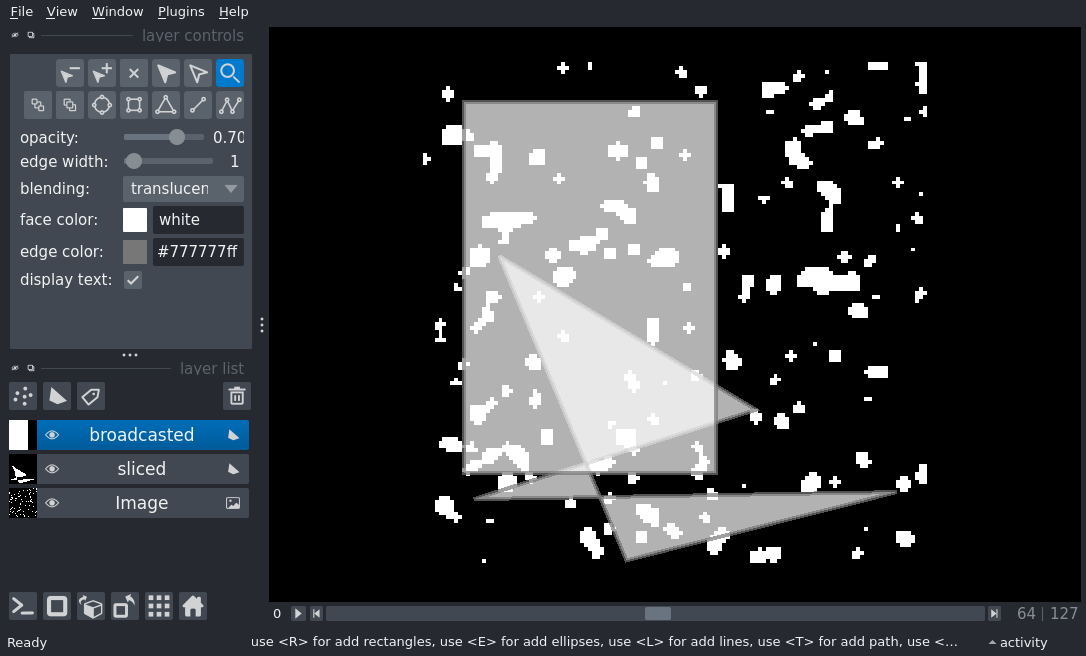 File View Window Plugins Help
layer controls
opacity: 0.70
edge width: 1
blending: translucen
face color: white
edge color: #777777ff
display text:
layer list
broadcasted
sliced
Image
0 64 127
Ready use <R> for add rectangles, use <E> for add ellipses, use <L> for add lines, use <T> for add path, use <... activity